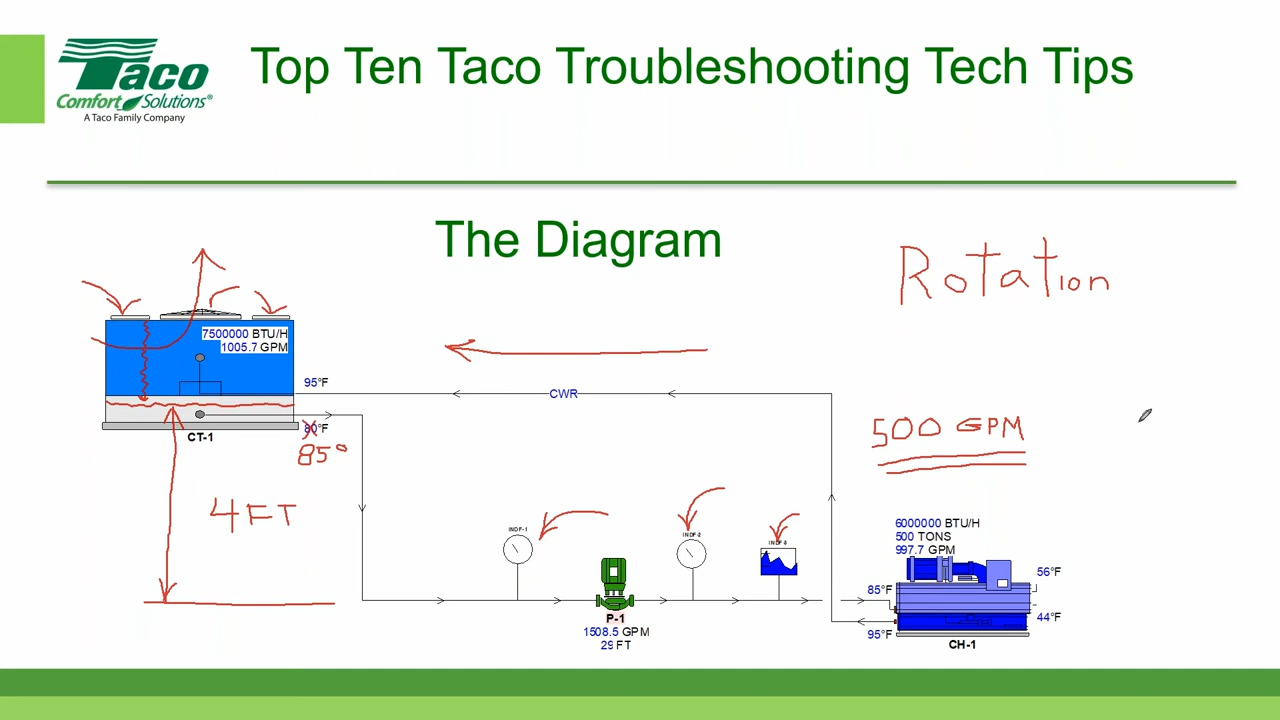 Taco
Comfort Solutions®
A Taco Family Company
Top Ten Taco Troubleshooting Tech Tips
The Diagram
Rotation
7500000 BTU/H
1005.7 GPM
95°F
CWR
CT-1
85°
500 GPM
4FT
INDF-1
INDF-2
INDF-3
6000000 BTU/H
500 TONS
997.7 GPM
56°F
85°F
44°F
P-1
1508.5 GPM
29 FT
95°F
CH-1